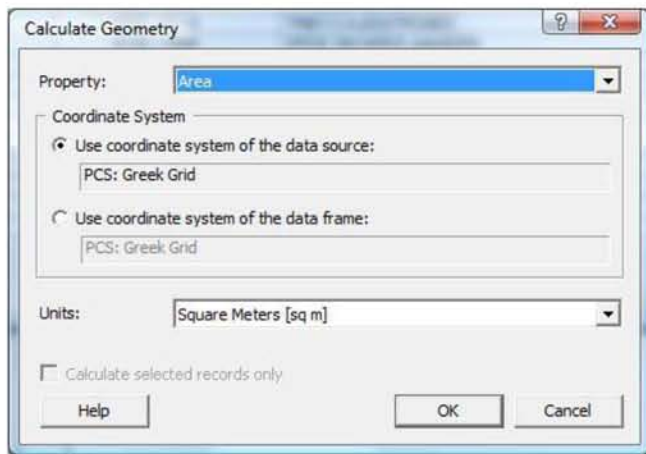 Calculate Geometry
Property:
Area
Coordinate System
Use coordinate system of the data source:
PCS: Greek Grid
Use coordinate system of the data frame:
PCS: Greek Grid
Units:
Square Meters [sq m]
Calculate selected records only
Help
OK
Cancel